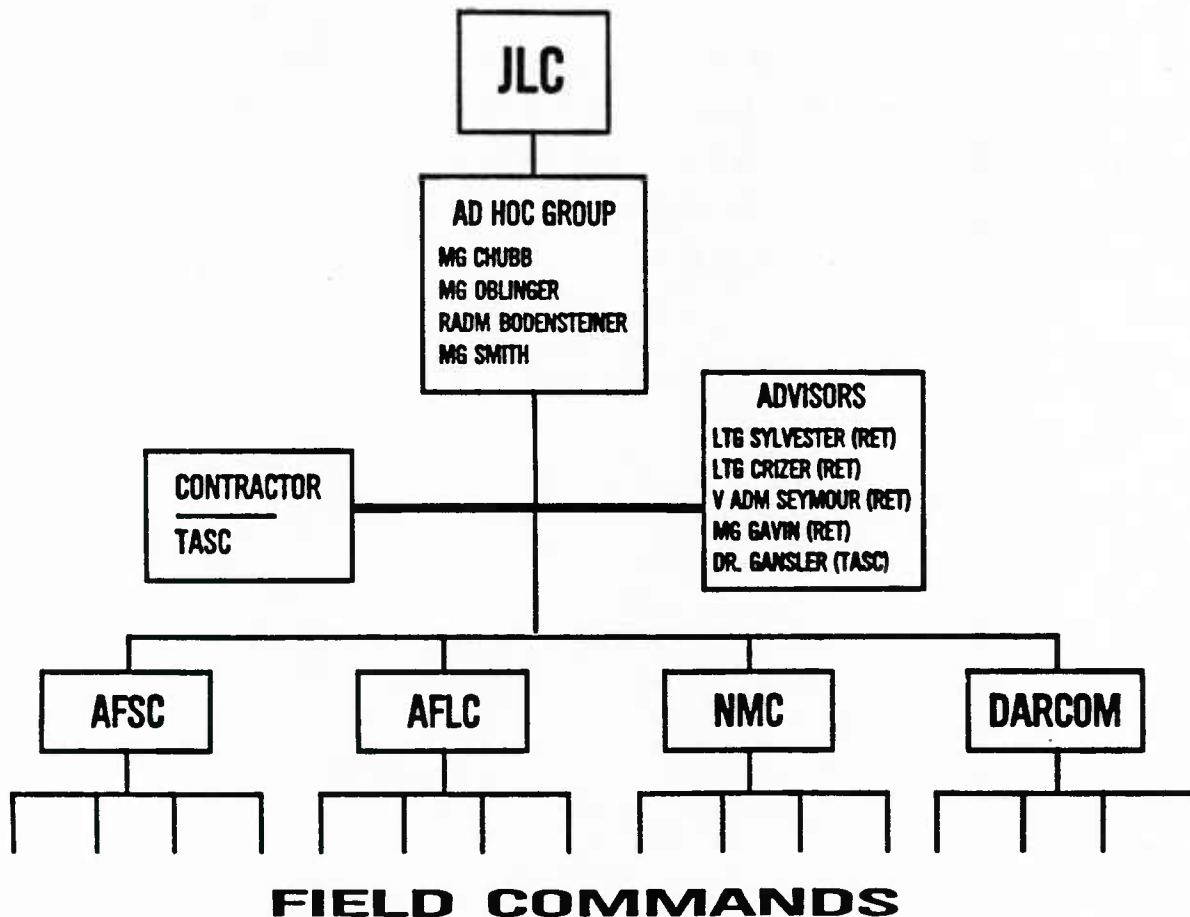 JLC
AD HOC GROUP
MG CHUBB
MG OBLINGER
RADM BODENSTEINER
MG SMITH
ADVISORS
LTG SYLVESTER (RET)
LTG CRIZER (RET)
V ADM SEYMOUR (RET)
MG GAVIN (RET)
DR. GANSLER (TASC)
CONTRACTOR
TASC
AFSC
AFLC
NMC
DARCOM
FIELD COMMANDS